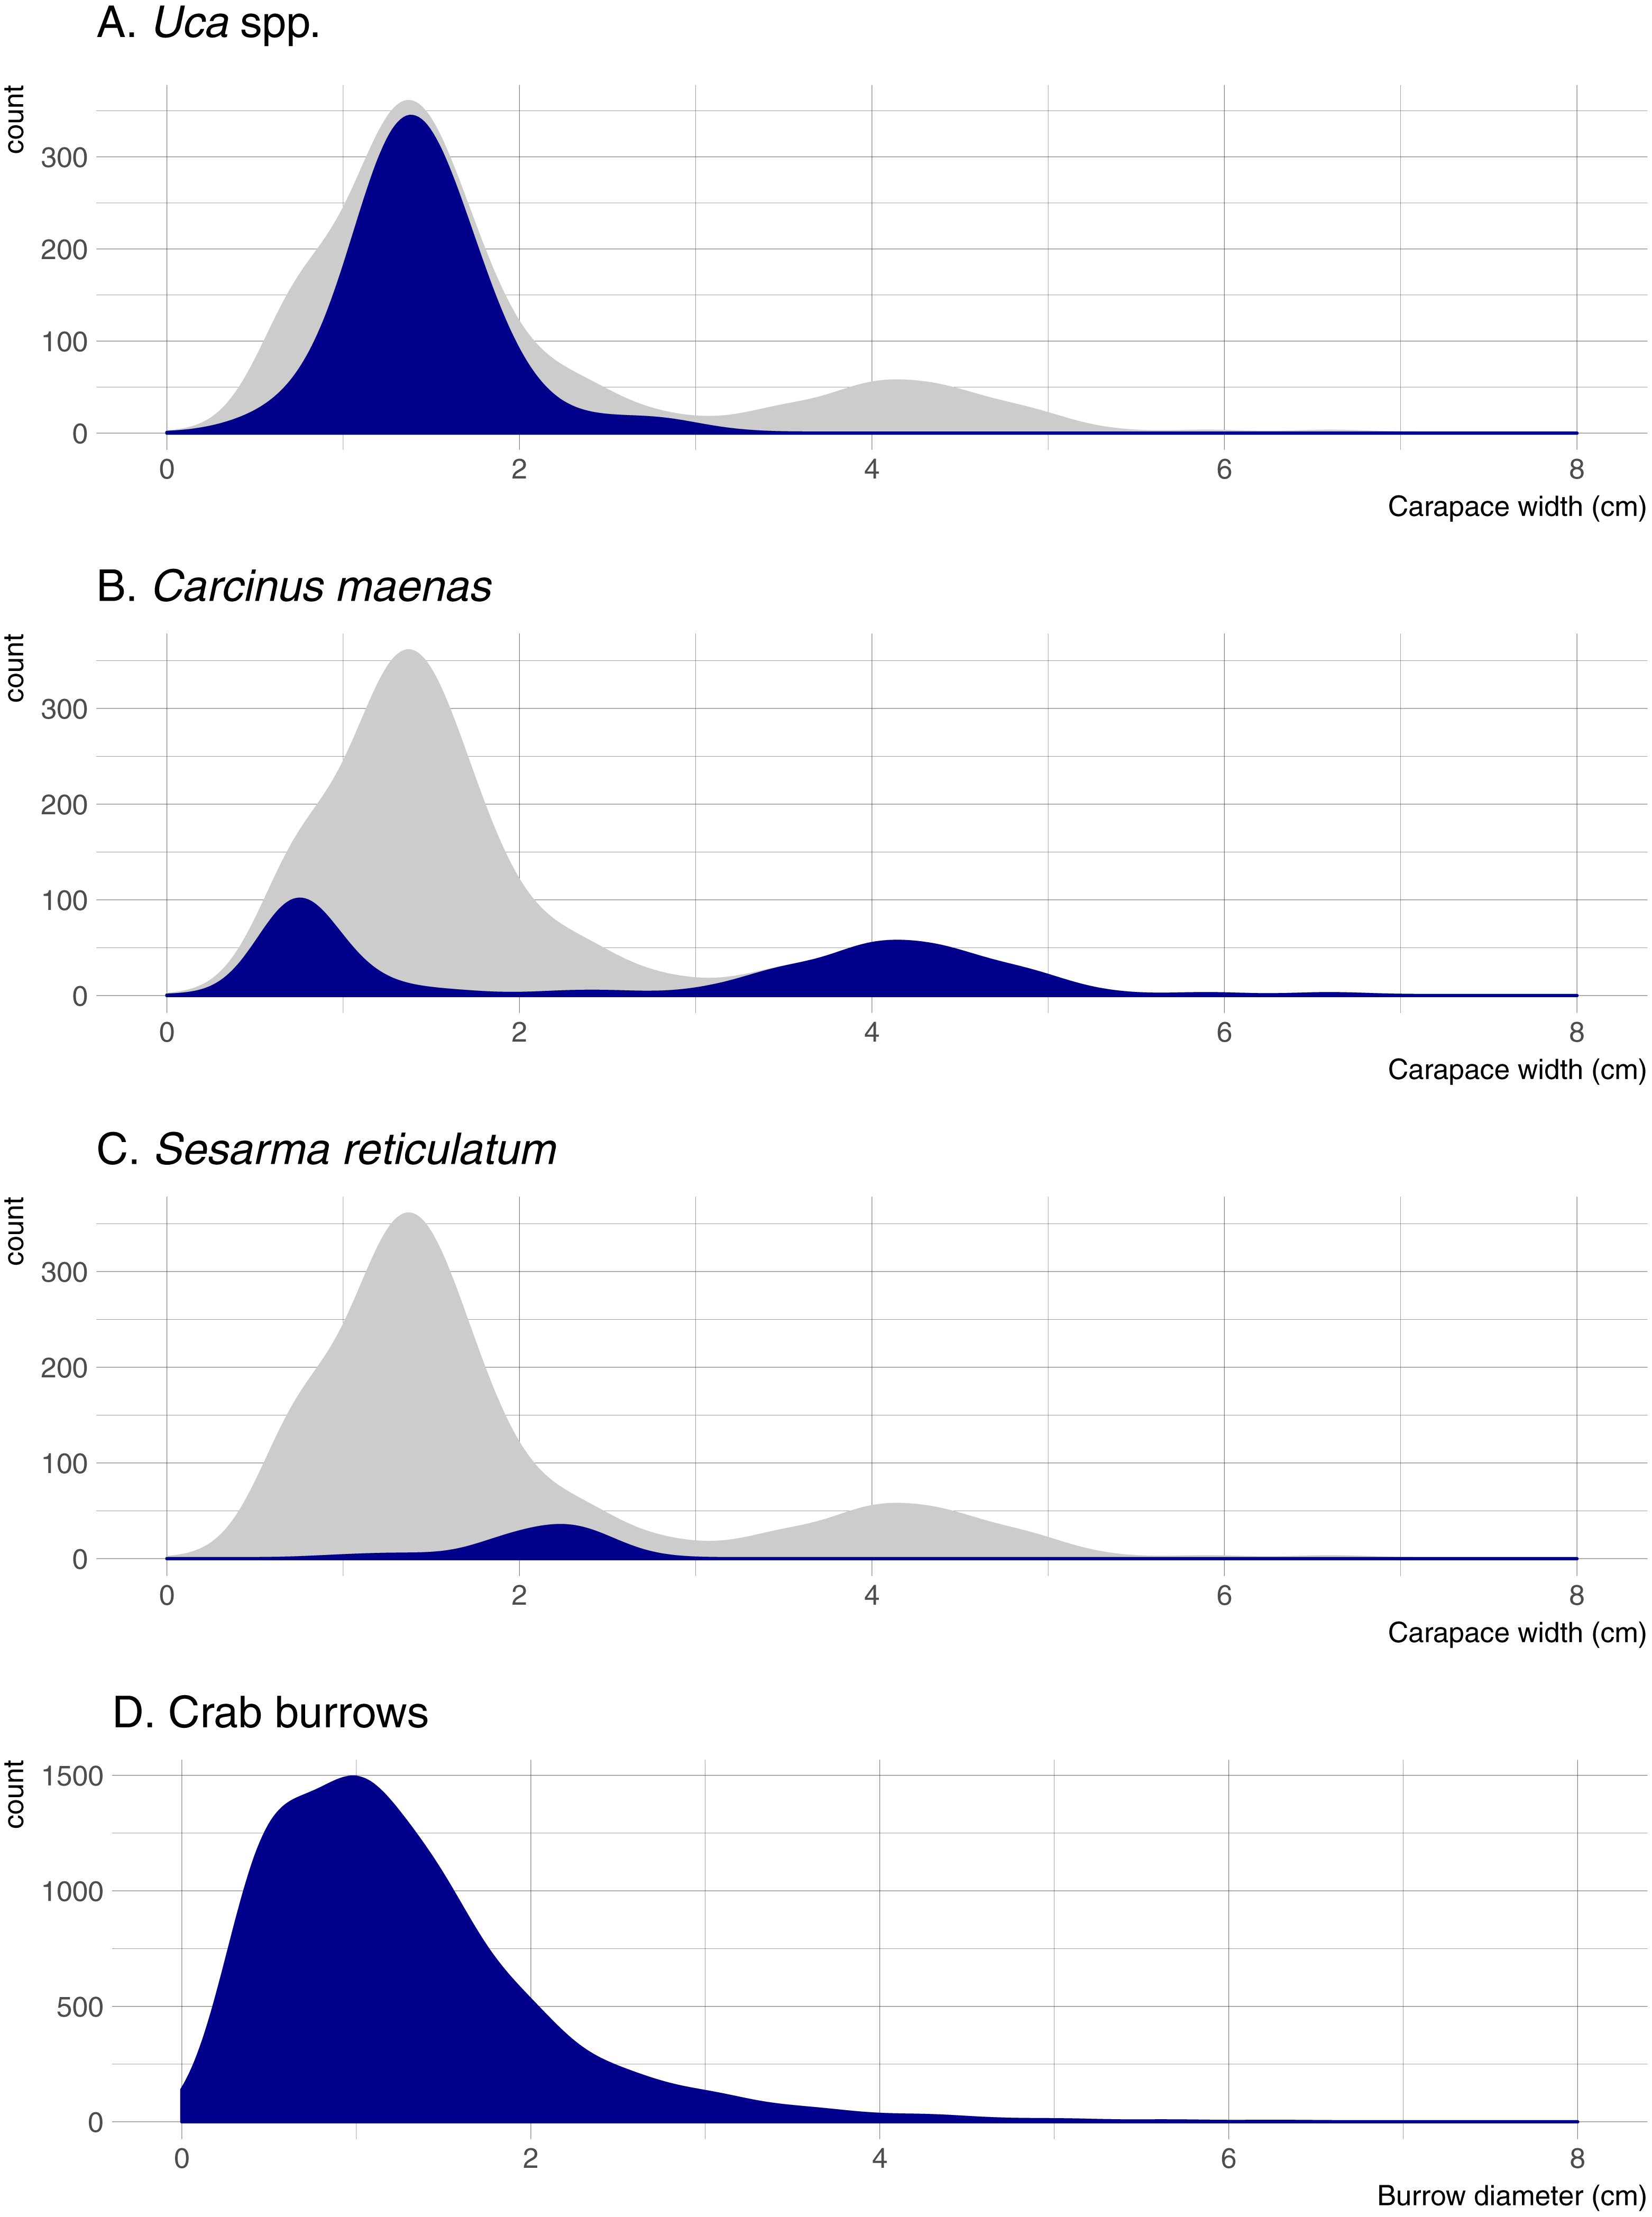 A. Uca spp.
count
300
200
100
0
0 2 4 6 8
Carapace width (cm)
B. Carcinus maenas
count
300
200
100
0
0 2 4 6 8
Carapace width (cm)
C. Sesarma reticulatum
count
300
200
100
0
0 2 4 6 8
Carapace width (cm)
D. Crab burrows
count
1500
1000
500
0
0 2 4 6 8
Burrow diameter (cm)